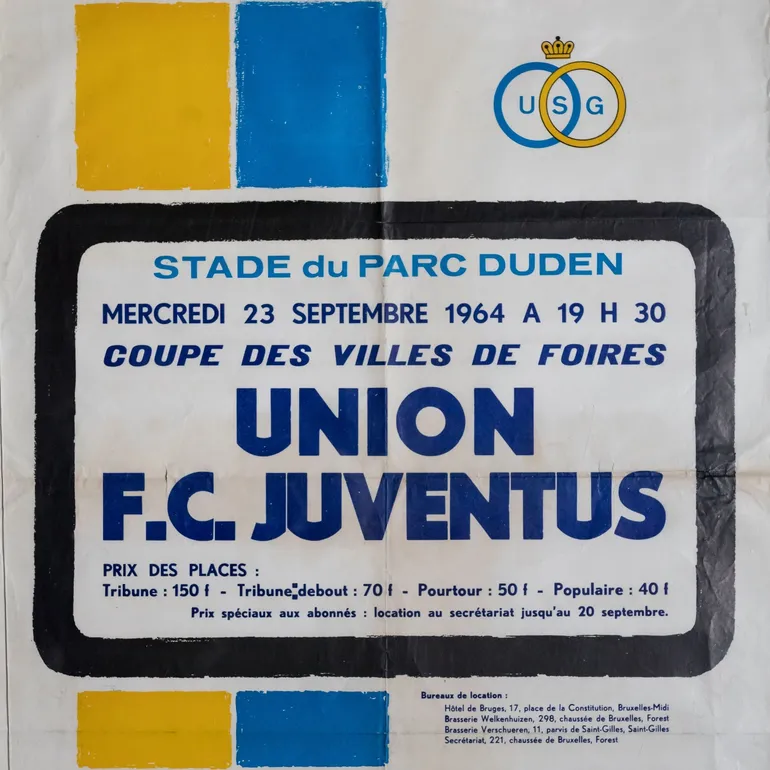 USG
STADE du PARC DUDEN
MERCREDI 23 SEPTEMBRE 1964 A 19 H 30
COUPE DES VILLES DE FOIRES
UNION
F.C. JUVENTUS
PRIX DES PLACES :
Tribune : 150 f - Tribune debout : 70 f - Pourtour : 50 f - Populaire : 40 f
Prix spéciaux aux abonnés : location au secrétariat jusqu'au 20 septembre.
Bureaux de location :
Hôtel de Bruges, 17, place de la Constitution, Bruxelles-Midi
Brasserie Welkenhuizen, 298, chaussée de Bruxelles, Forest
Brasserie Verschueren, 11, parvis de Saint-Gilles, Saint-Gilles
Secrétariat, 221, chaussée de Bruxelles, Forest